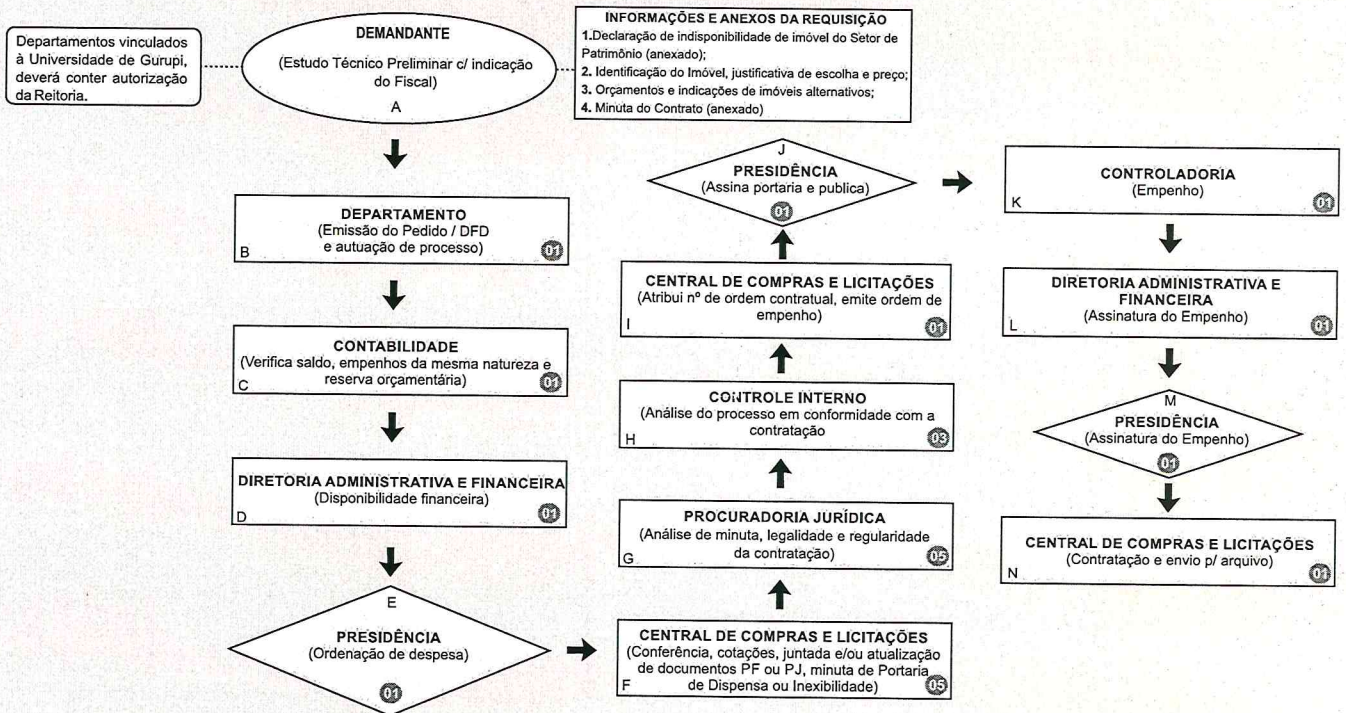 Departamentos vinculados
à Universidade de Gurupi,
deverá conter autorização
da Reitoria.
DEMANDANTE
(Estudo Técnico Preliminar c/ indicação
do Fiscal)
A
INFORMAÇÕES E ANEXOS DA REQUISIÇÃO
1.Declaração de indisponibilidade de imóvel do Setor de
Patrimônio (anexado);
2. Identificação do Imóvel, justificativa de escolha e preço;
3. Orçamentos e indicações de imóveis alternativos;
4. Minuta do Contrato (anexado)
DEPARTAMENTO
(Emissão do Pedido / DFD
e autuação de processo)
B
01
CONTABILIDADE
(Verifica saldo, empenhos da mesma natureza e
reserva orçamentária)
C
01
DIRETORIA ADMINISTRATIVA E FINANCEIRA
(Disponibilidade financeira)
D
01
E
PRESIDÊNCIA
(Ordenação de despesa)
01
CENTRAL DE COMPRAS E LICITAÇÕES
(Conferência, cotações, juntada e/ou atualização
de documentos PF ou PJ, minuta de Portaria
de Dispensa ou Inexibilidade)
F
05
PROCURADORIA JURÍDICA
(Análise de minuta, legalidade e regularidade
da contratação)
G
05
CONTROLE INTERNO
(Análise do processo em conformidade com a
contratação
H
03
CENTRAL DE COMPRAS E LICITAÇÕES
(Atribui nº de ordem contratual, emite ordem de
empenho)
I
01
J
PRESIDÊNCIA
(Assina portaria e publica)
01
CONTROLADORIA
(Empenho)
K
01
DIRETORIA ADMINISTRATIVA E
FINANCEIRA
(Assinatura do Empenho)
L
01
M
PRESIDÊNCIA
(Assinatura do Empenho)
01
CENTRAL DE COMPRAS E LICITAÇÕES
(Contratação e envio p/ arquivo)
N
01